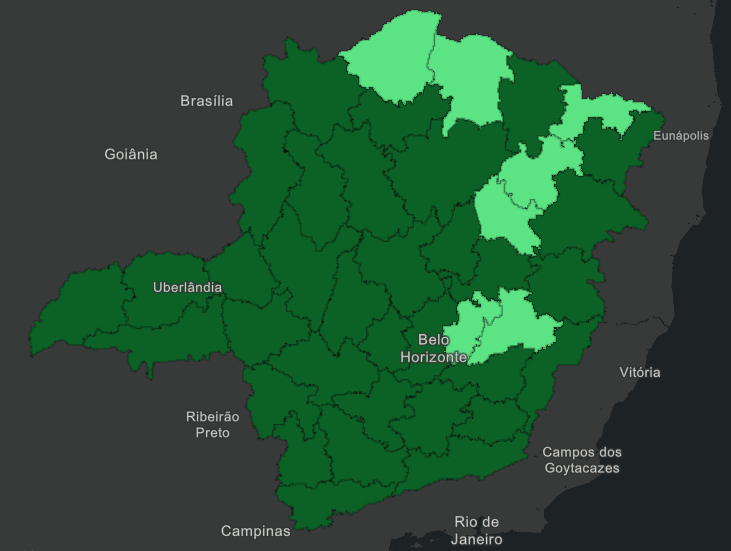 Brasília
Eunápolis
Goiânia
Uberlândia
Belo
Horizonte
Vitória
Ribeirão
Preto
Campos dos
Goytacazes
Campinas
Rio de
Janeiro